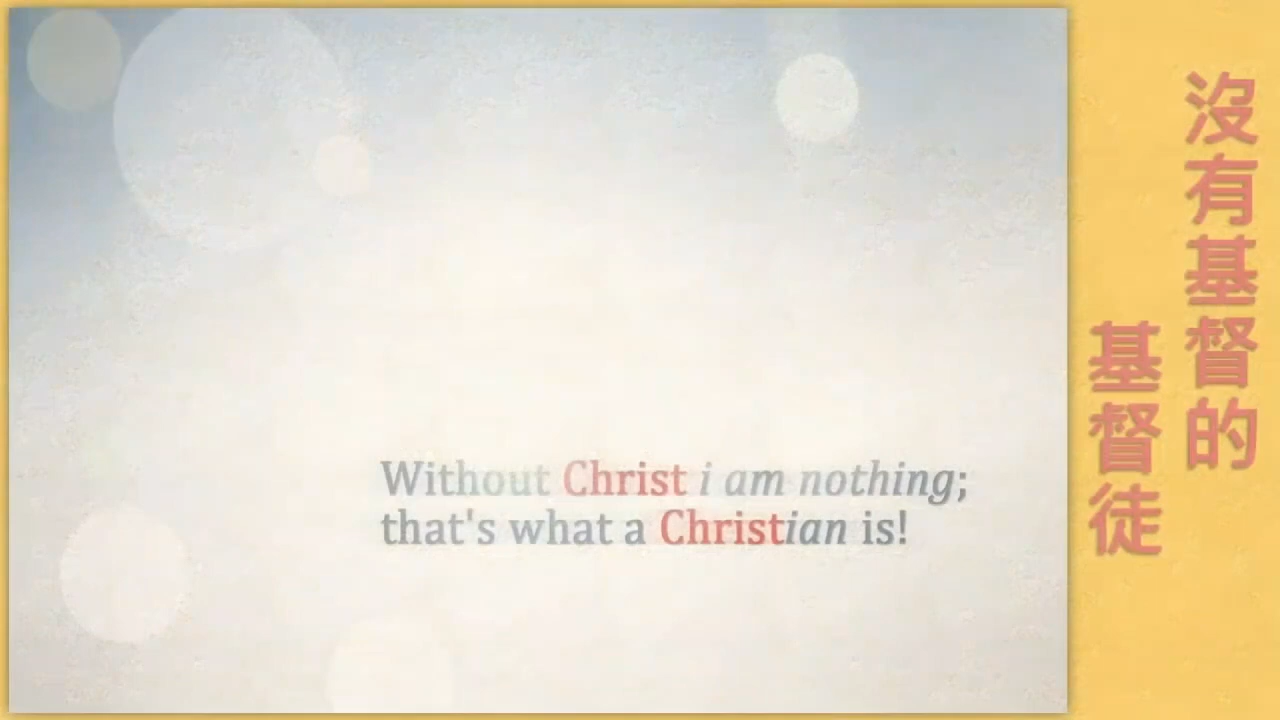 Without Christ i am nothing;
that's what a Christian is!
沒有基督的
基督徒